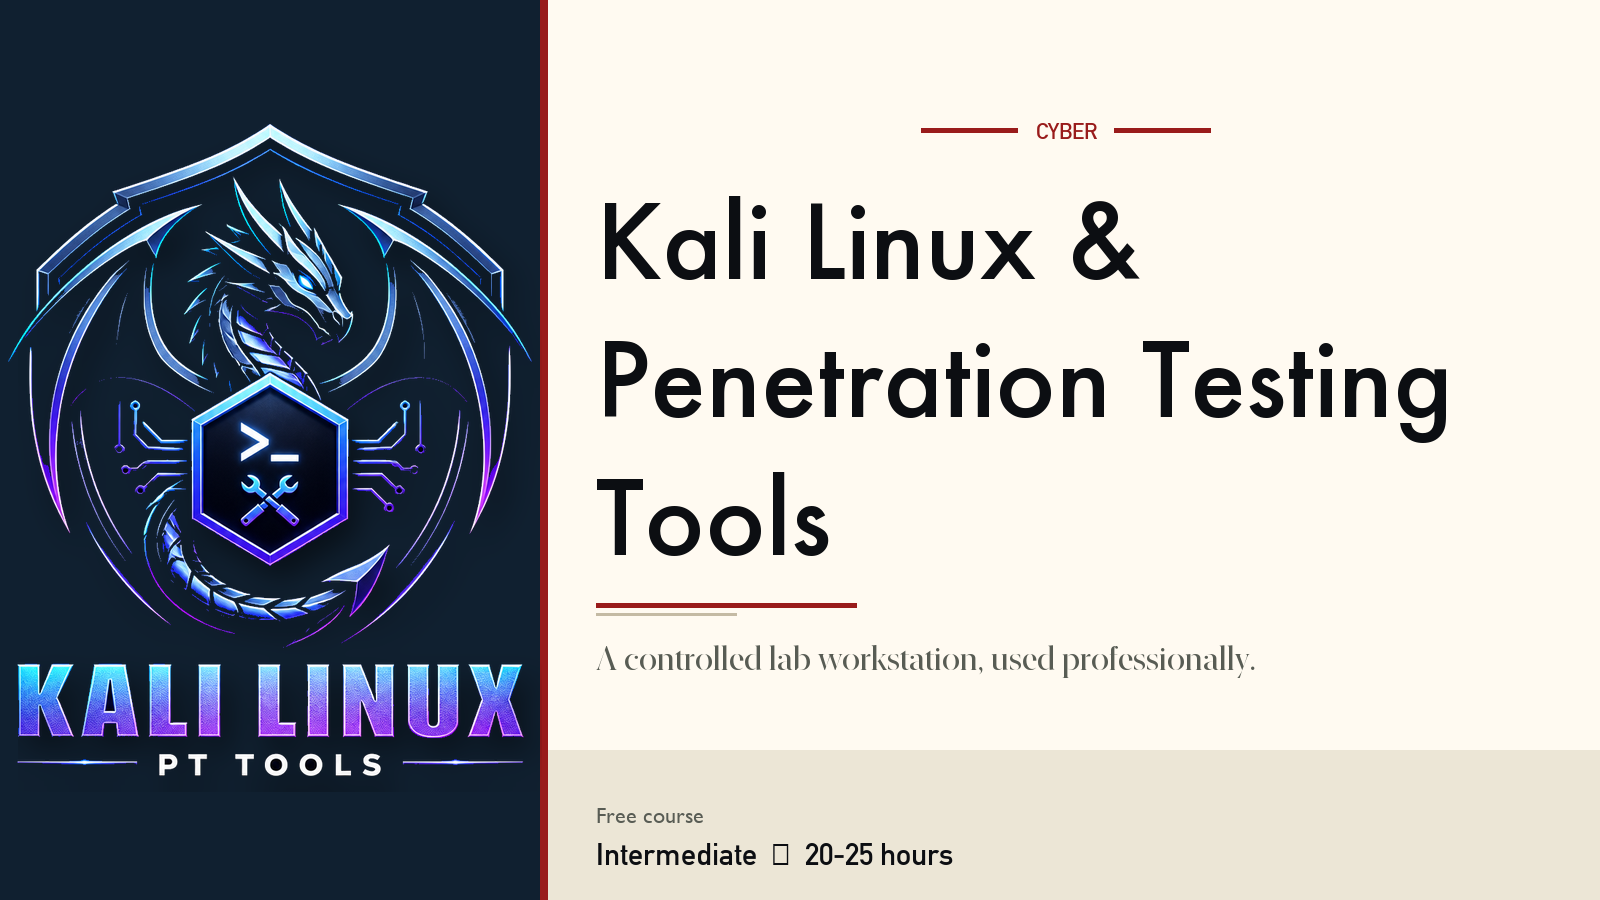 >_
KALI LINUX
PT TOOLS
CYBER
Kali Linux &
Penetration Testing
Tools
A controlled lab workstation, used professionally.
Free course
Intermediate □ 20-25 hours